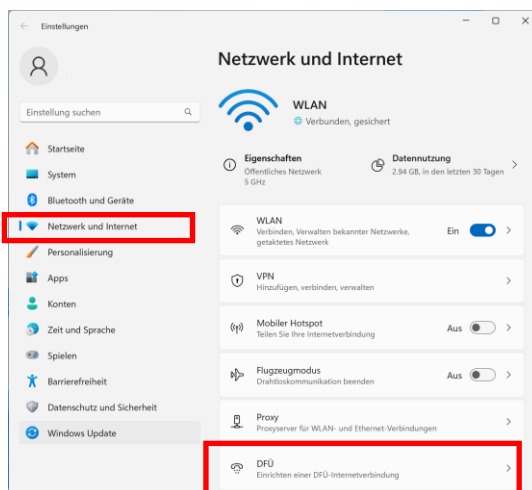 Einstellungen
Netzwerk und Internet
Einstellung suchen
WLAN
Verbunden, gesichert
Eigenschaften
Öffentliches Netzwerk
5 GHz
Datennutzung
2.94 GB, in den letzten 30 Tagen
Startseite
System
Bluetooth und Geräte
Netzwerk und Internet
Personalisierung
Apps
Konten
Zeit und Sprache
Spielen
Barrierefreiheit
Datenschutz und Sicherheit
Windows Update
WLAN
Verbinden, Verwalten bekannter Netzwerke,
getaktetes Netzwerk
Ein
VPN
Hinzufügen, verbinden, verwalten
Mobiler Hotspot
Teilen Sie Ihre Internetverbindung
Aus
Flugzeugmodus
Drahtloskommunikation beenden
Aus
Proxy
Proxyserver für WLAN- und Ethernet-Verbindungen
DFÜ
Einrichten einer DFÜ-Internetverbindung